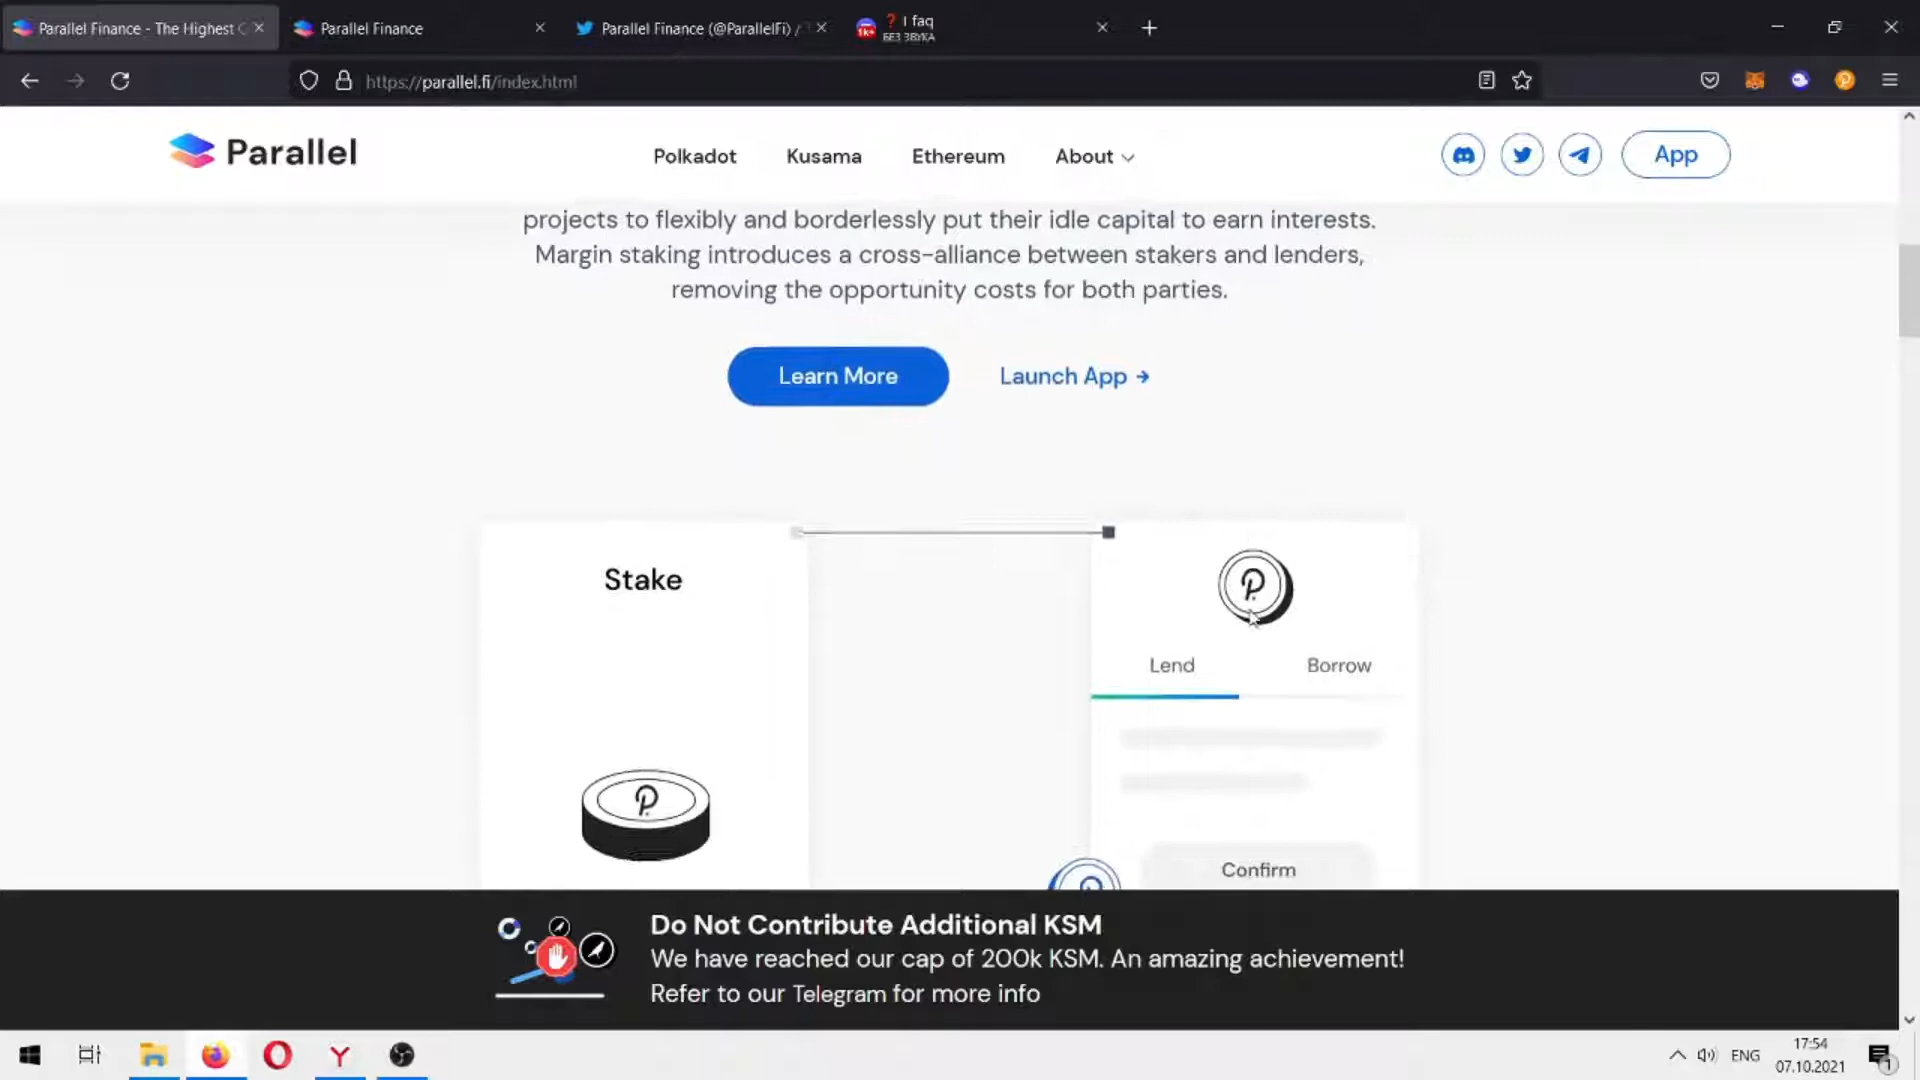 Parallel Finance - The Highest
Parallel Finance
Parallel Finance (@ParallelFi) /
❓ I faq
БЕЗ ЗВУКА
https://parallel.fi/index.html
Parallel
Polkadot
Kusama
Ethereum
About
App
projects to flexibly and borderlessly put their idle capital to earn interests.
Margin staking introduces a cross-alliance between stakers and lenders,
removing the opportunity costs for both parties.
Learn More
Launch App →
Stake
Lend
Borrow
Confirm
Do Not Contribute Additional KSM
We have reached our cap of 200k KSM. An amazing achievement!
Refer to our Telegram for more info
ENG
17:54
07.10.2021
1